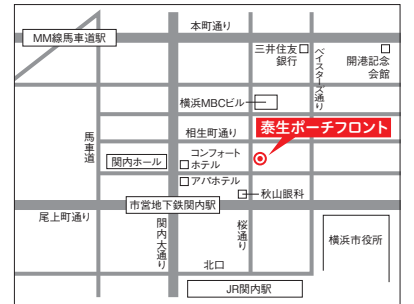 本町通り
MM線馬車道駅
三井住友
銀行
ベイスターズ通り
開港記念
会館
横浜MBCビル
馬車道
相生町通り
泰生ポーチフロント
関内ホール
コンフォート
ホテル
アパホテル
秋山眼科
市営地下鉄関内駅
尾上町通り
関内大通り
桜通り
横浜市役所
北口
JR関内駅